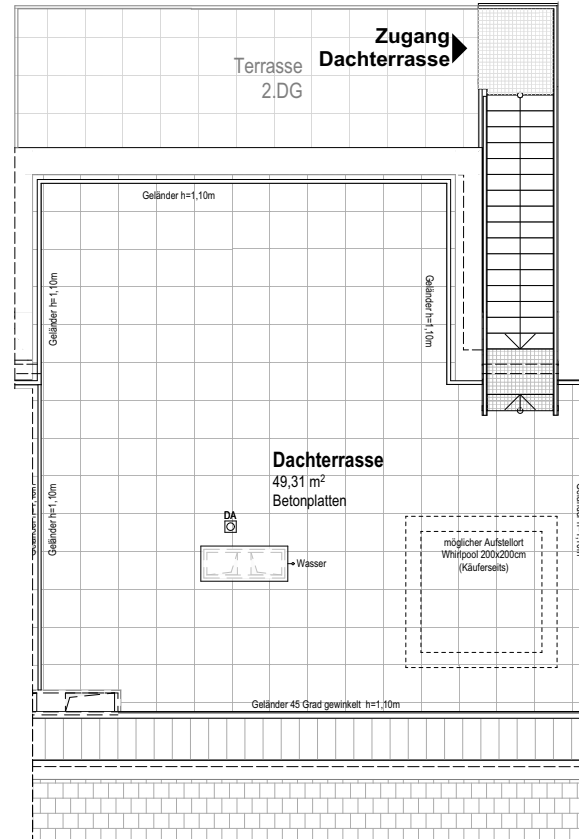 Zugang
Dachterrasse
Terrasse
2.DG
Geländer h=1,10m
Geländer h=1,10m
Geländer h=1,10m
Dachterrasse
49,31 m²
Betonplatten
Geländer h=1,10m
DA
Wasser
möglicher Aufstellort
Whirlpool 200x200cm
(Käuferseits)
Geländer 45 Grad gewinkelt h=1,10m